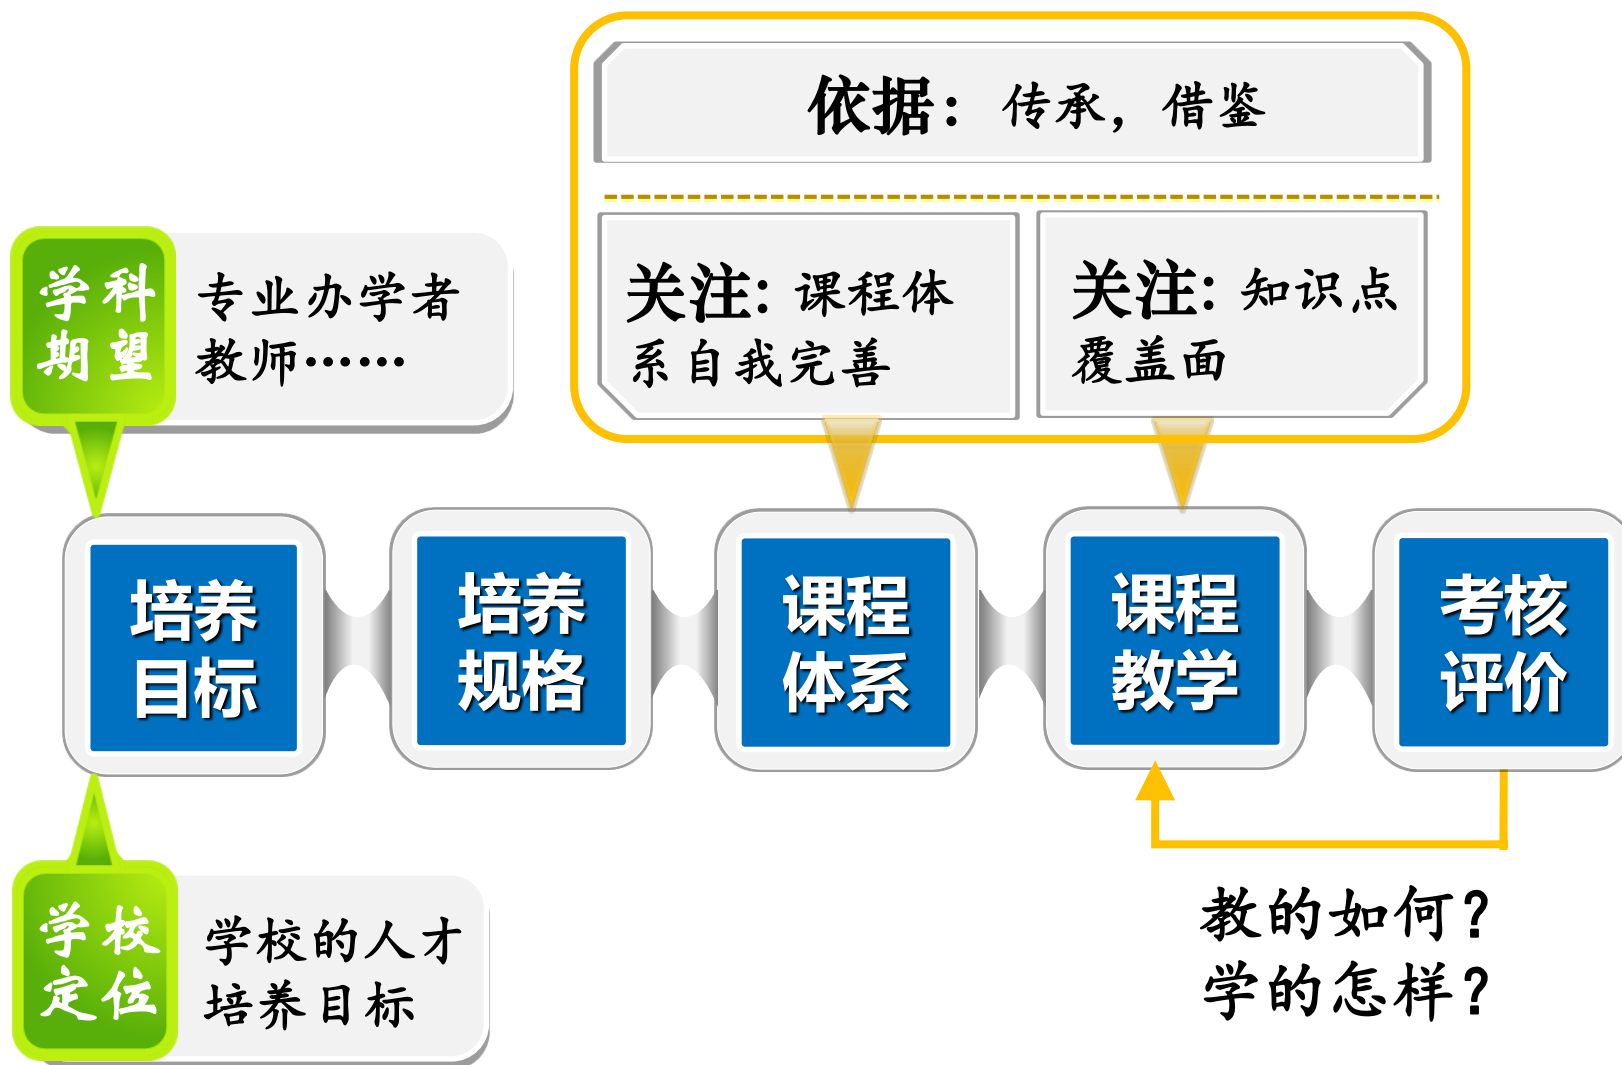 依据：传承，借鉴
关注：课程体
系自我完善
关注：知识点
覆盖面
学科
期望
专业办学者
教师……
培养
目标
培养
规格
课程
体系
课程
教学
考核
评价
学校
定位
学校的人才
培养目标
教的如何？
学的怎样？